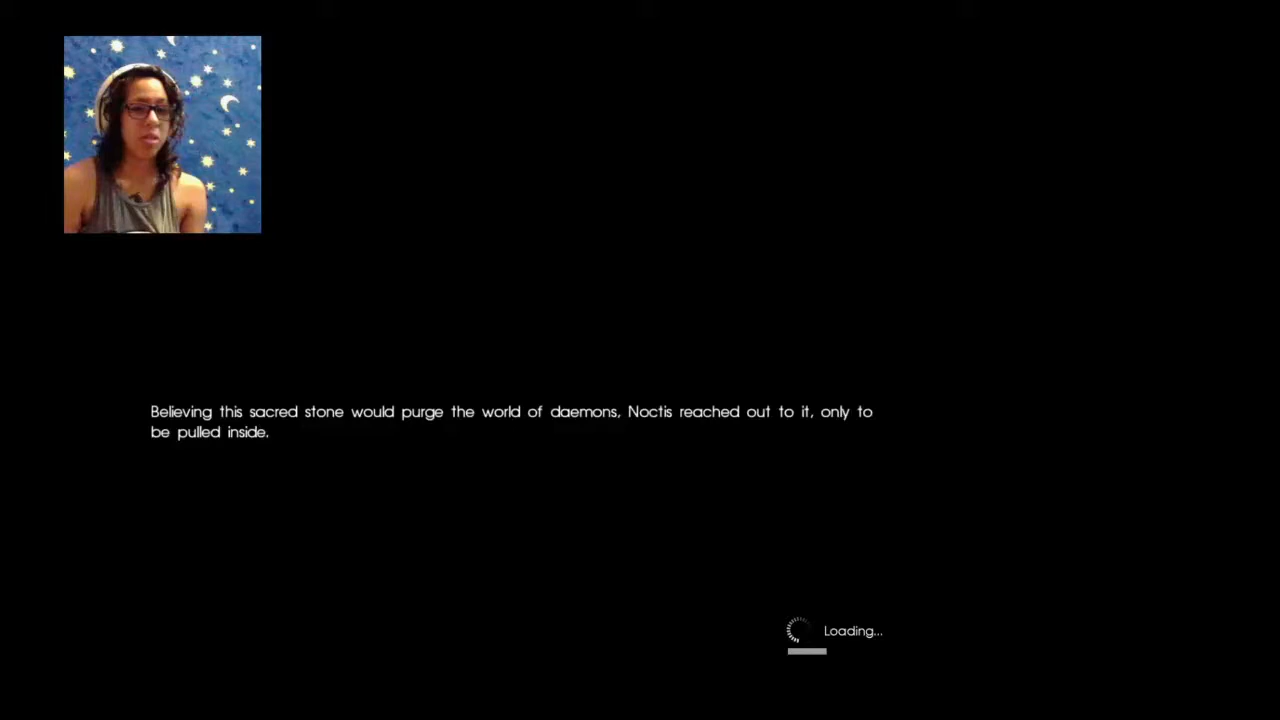 Believing this sacred stone would purge the world of daemons, Noctis reached out to it, only to
be pulled inside.
Loading...